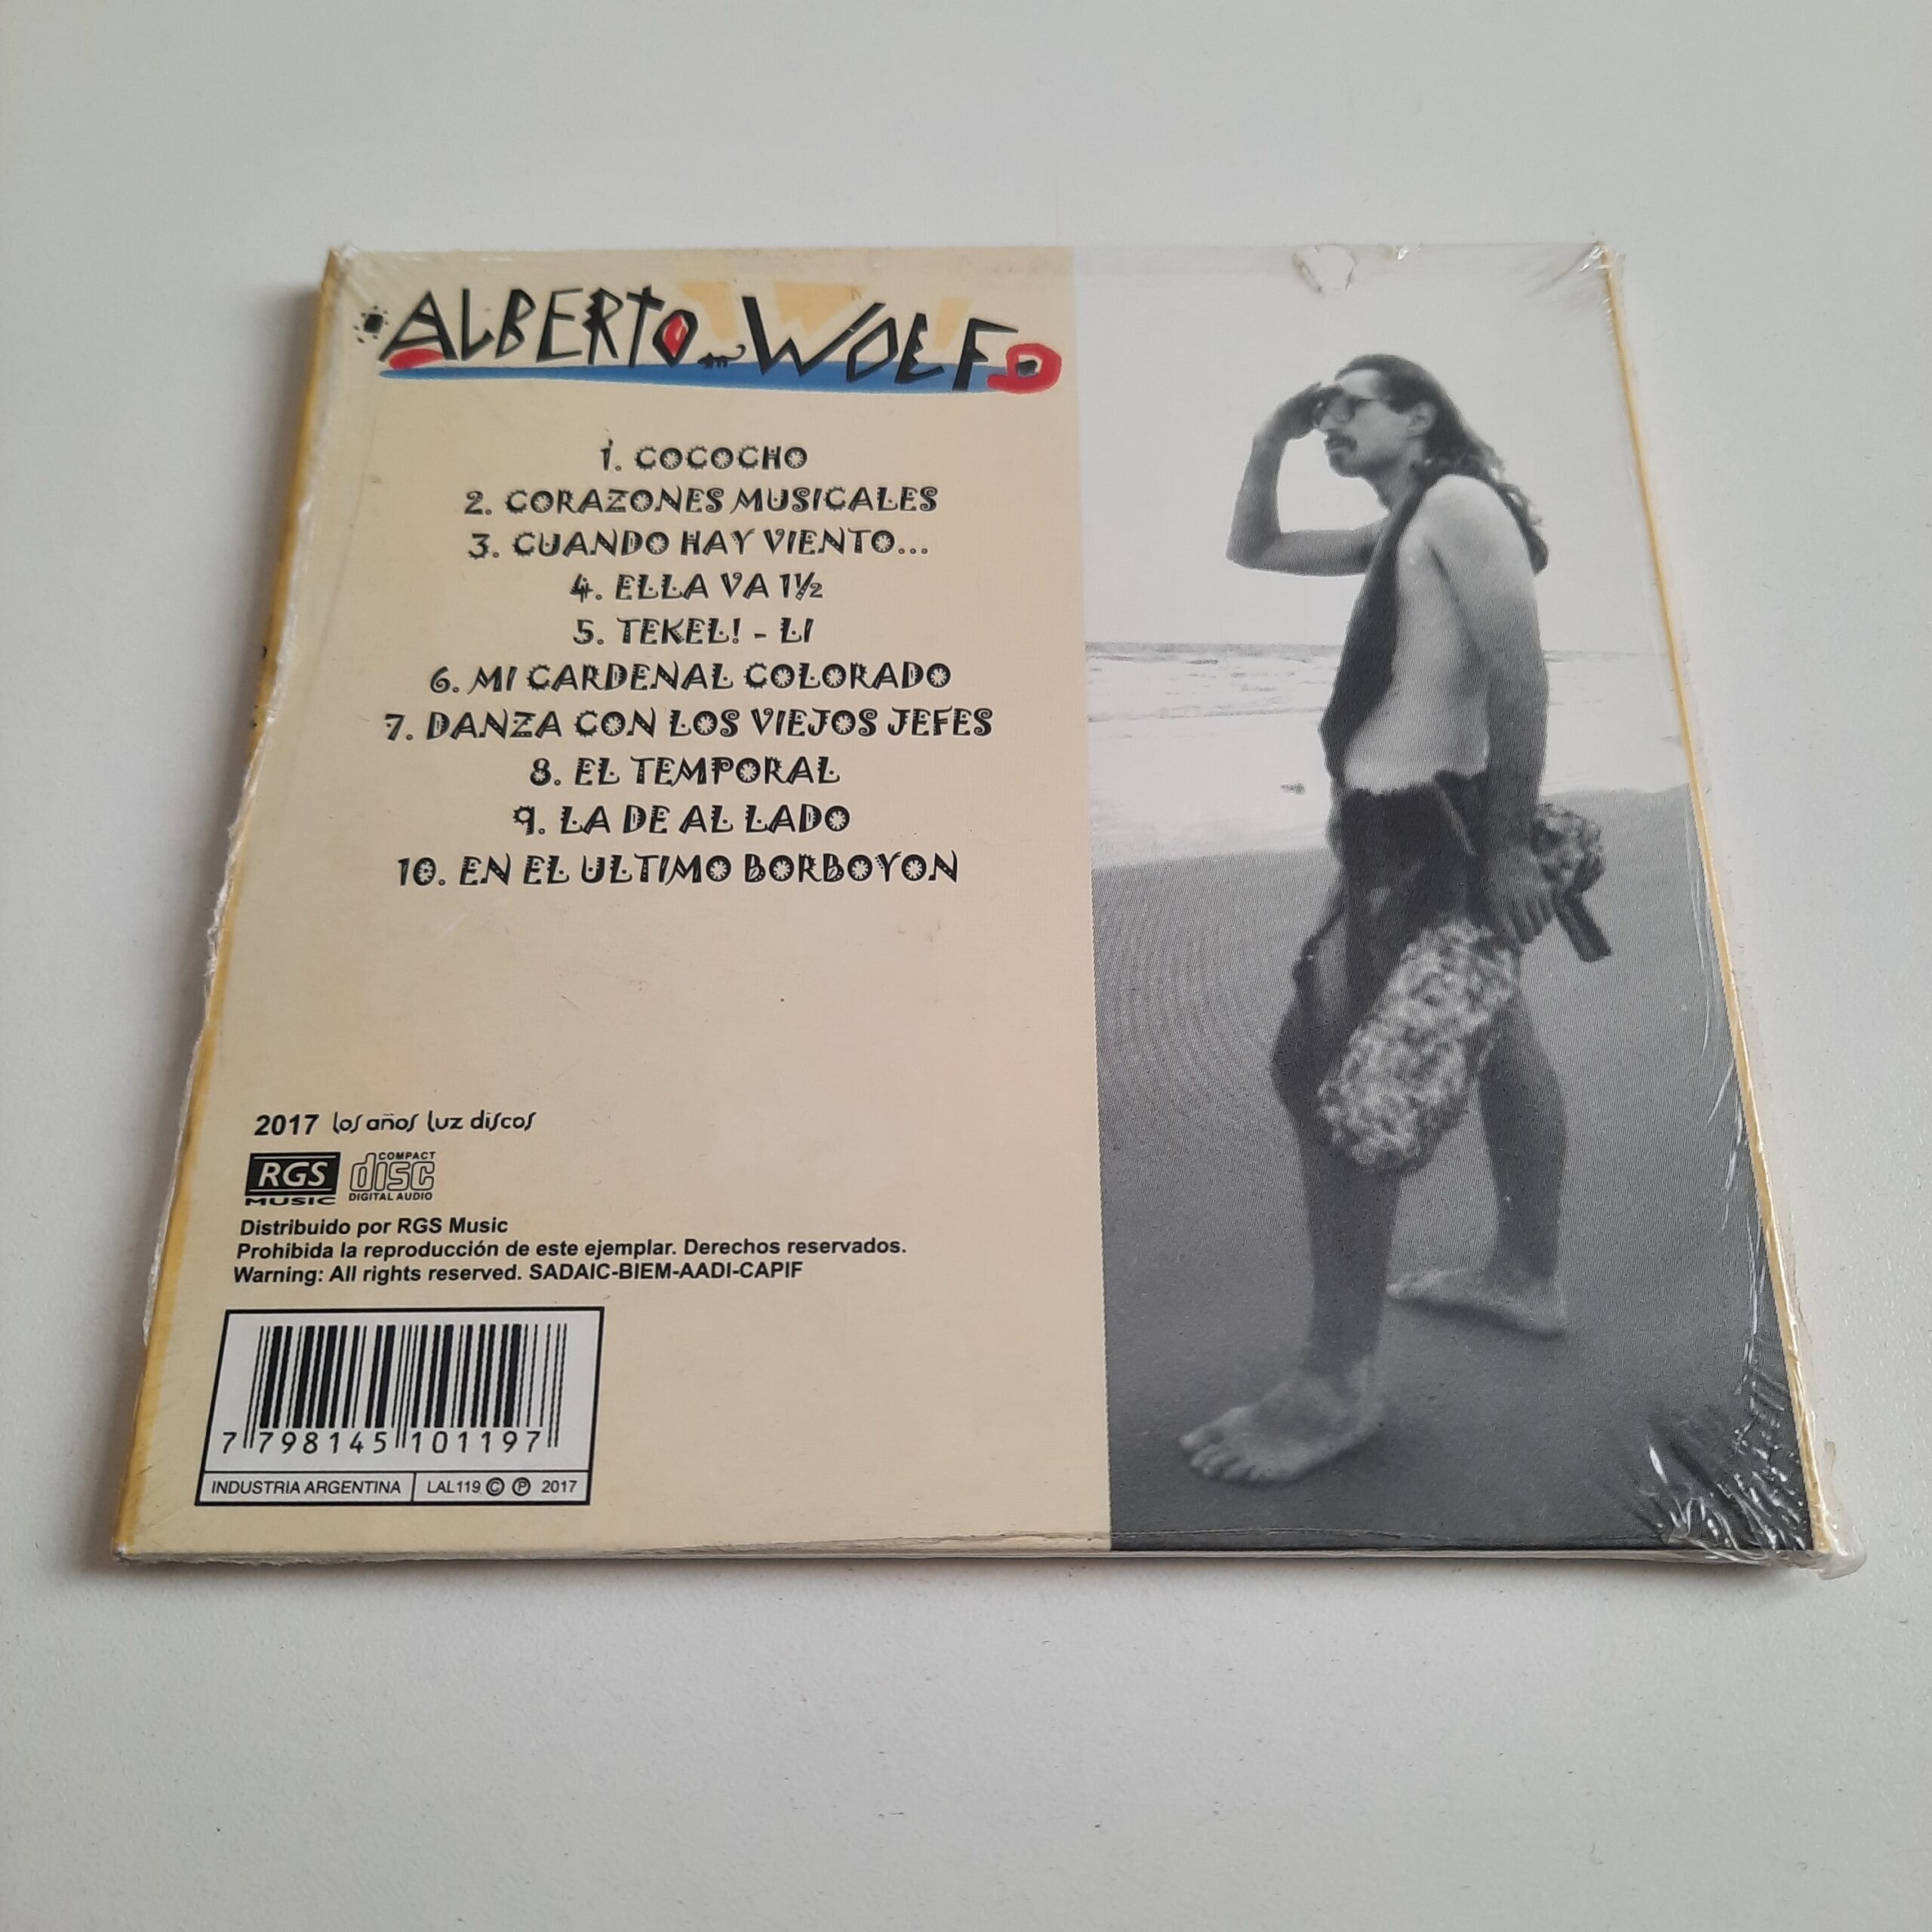 ALBERTO WOLF
1. COCOCHO
2. CORAZONES MUSICALES
3. CUANDO HAY VIENTO...
4. ELLA VA 1½
5. TEKEL! - LI
6. MI CARDENAL COLORADO
7. DANZA CON LOS VIEJOS JEFES
8. EL TEMPORAL
9. LA DE AL LADO
10. EN EL ULTIMO BORBOYON
2017 los años luz discos
RGS MUSIC COMPACT disc DIGITAL AUDIO
Distribuido por RGS Music
Prohibida la reproducción de este ejemplar. Derechos reservados.
Warning: All rights reserved. SADAIC-BIEM-AADI-CAPIF
7 798145 101197
INDUSTRIA ARGENTINA LAL119 © ℗ 2017